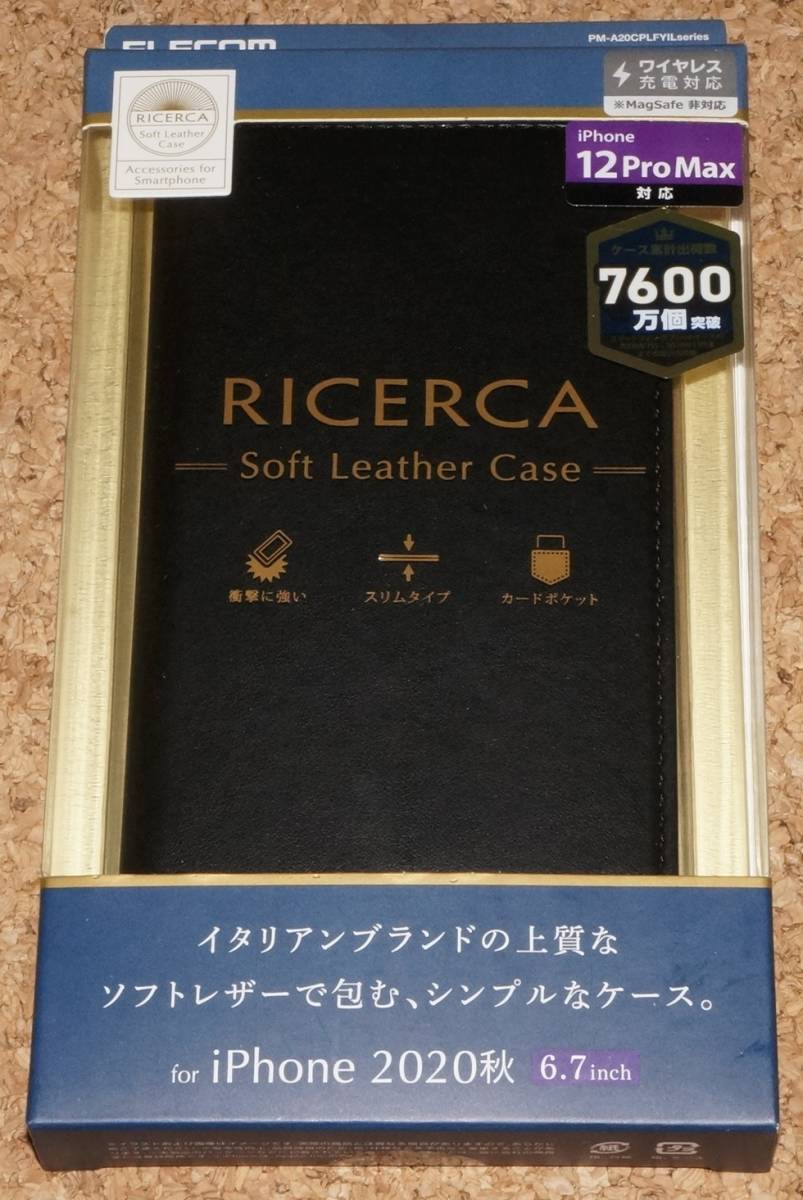 ELECOM
PM-A20CPLFYILseries
RICERCA
Soft Leather
Case
Accessories for
Smartphone
ワイヤレス
充電対応
※MagSafe 非対応
iPhone
12 Pro Max
対応
ケース累計出荷数
7600
万個 突破
RICERCA
Soft Leather Case
衝撃に強い
スリムタイプ
カードポケット
イタリアンブランドの上質な
ソフトレザーで包む、シンプルなケース。
for iPhone 2020秋 6.7inch
紙